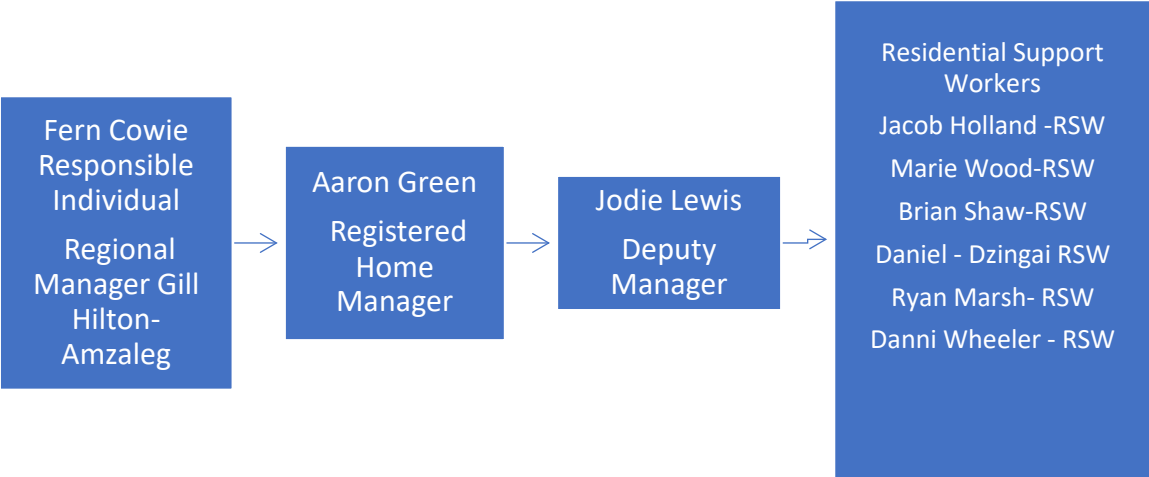 Fern Cowie
Responsible
Individual
Regional
Manager Gill
Hilton-
Amzaleg
Aaron Green
Registered
Home
Manager
Jodie Lewis
Deputy
Manager
Residential Support
Workers
Jacob Holland -RSW
Marie Wood-RSW
Brian Shaw-RSW
Daniel - Dzingai RSW
Ryan Marsh- RSW
Danni Wheeler - RSW